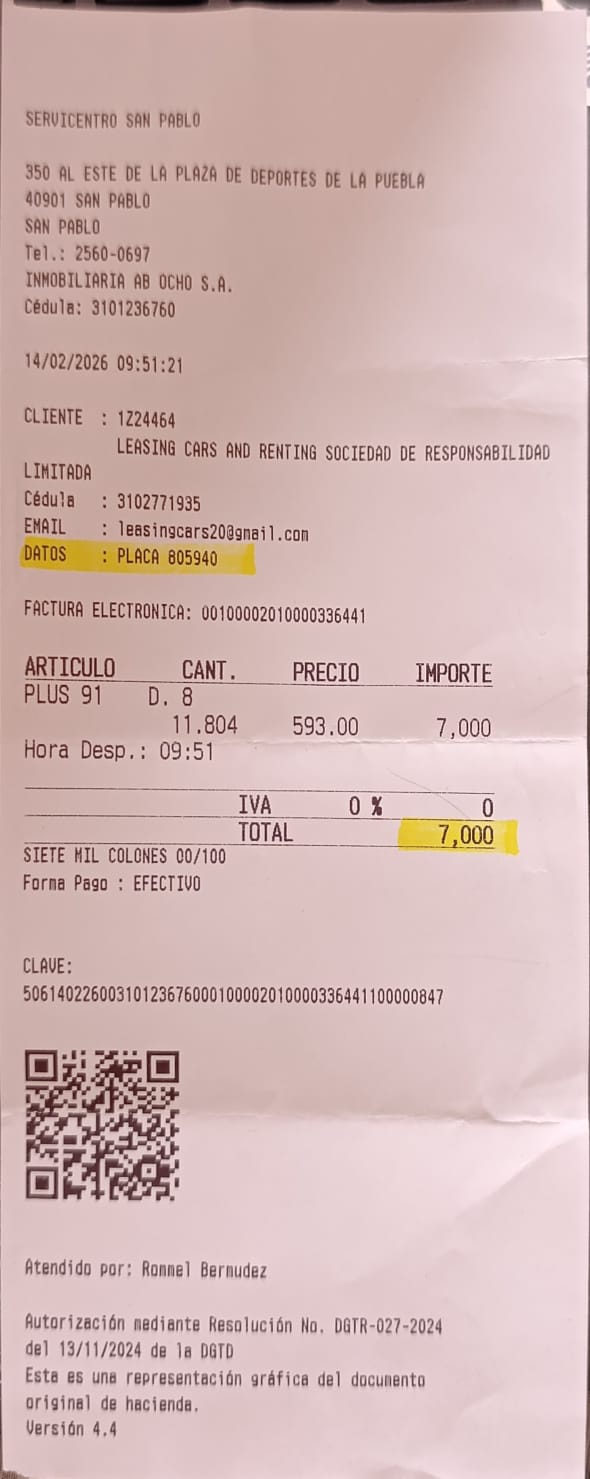 SERVICENTRO SAN PABLO
350 AL ESTE DE LA PLAZA DE DEPORTES DE LA PUEBLA
40901 SAN PABLO
SAN PABLO
Tel.: 2560-0697
INMOBILIARIA AB OCHO S.A.
Cédula: 3101236760
14/02/2026 09:51:21
CLIENTE : 1Z24464
LEASING CARS AND RENTING SOCIEDAD DE RESPONSABILIDAD
LIMITADA
Cédula : 3102771935
EMAIL : leasingcars20@gmail.com
DATOS : PLACA 805940
FACTURA ELECTRONICA: 00100002010000336441
ARTICULO CANT. PRECIO IMPORTE
PLUS 91 D. 8
11.804 593.00 7,000
Hora Desp.: 09:51
IVA 0 % 0
TOTAL 7,000
SIETE MIL COLONES 00/100
Forma Pago : EFECTIVO
CLAVE:
50614022600310123676000100002010000336441100000847
Atendido por: Rommel Bermudez
Autorización mediante Resolución No. DGTR-027-2024
del 13/11/2024 de la DGTD
Esta es una representación gráfica del documento
original de hacienda.
Versión 4.4